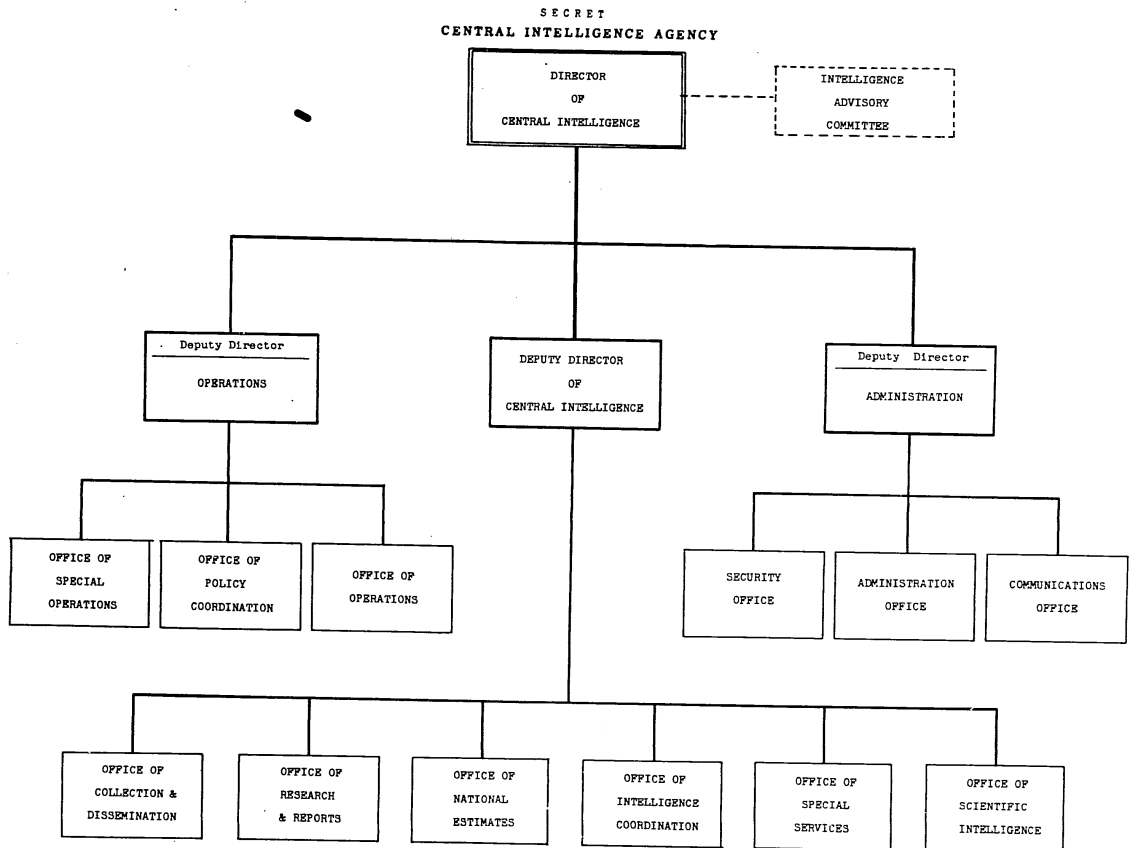 SECRET
CENTRAL INTELLIGENCE AGENCY
DIRECTOR
OF
CENTRAL INTELLIGENCE
INTELLIGENCE
ADVISORY
COMMITTEE
Deputy Director
OPERATIONS
DEPUTY DIRECTOR
OF
CENTRAL INTELLIGENCE
Deputy Director
ADMINISTRATION
OFFICE OF
SPECIAL
OPERATIONS
OFFICE OF
POLICY
COORDINATION
OFFICE OF
OPERATIONS
SECURITY
OFFICE
ADMINISTRATION
OFFICE
COMMUNICATIONS
OFFICE
OFFICE OF
COLLECTION &
DISSEMINATION
OFFICE OF
RESEARCH
& REPORTS
OFFICE OF
NATIONAL
ESTIMATES
OFFICE OF
INTELLIGENCE
COORDINATION
OFFICE OF
SPECIAL
SERVICES
OFFICE OF
SCIENTIFIC
INTELLIGENCE